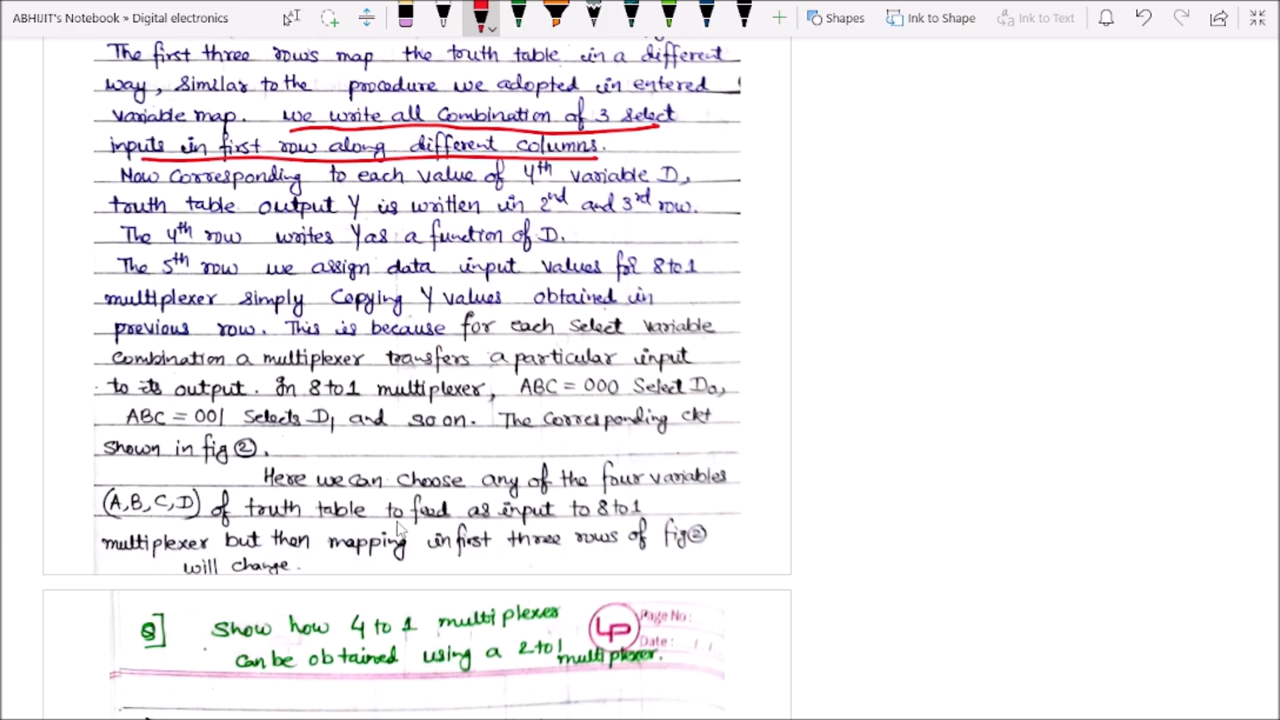 ABHIJIT's Notebook » Digital electronics
Shapes
Ink to Shape
Ink to Text
The first three rows map the truth table in a different
way, similar to the procedure we adopted in entered
variable map. we write all combination of 3 select
inputs in first row along different columns.
Now corresponding to each value of 4th variable D,
truth table output Y is written in 2nd and 3rd row.
The 4th row writes Y as a function of D.
The 5th row we assign data input values for 8 to 1
multiplexer simply copying Y values obtained in
previous row. This is because for each select variable
combination a multiplexer transfers a particular input
to its output. In 8 to 1 multiplexer, ABC = 000 select D0,
ABC = 001 selects D1 and so on. The corresponding ckt
shown in fig ②.
Here we can choose any of the four variables
(A,B,C,D) of truth table to feed as input to 8 to 1
multiplexer but then mapping in first three rows of fig ②
will change.
Q] Show how 4 to 1 multiplexer
can be obtained using a 2 to 1 multiplexer.
LP
Page No:
Date: / /